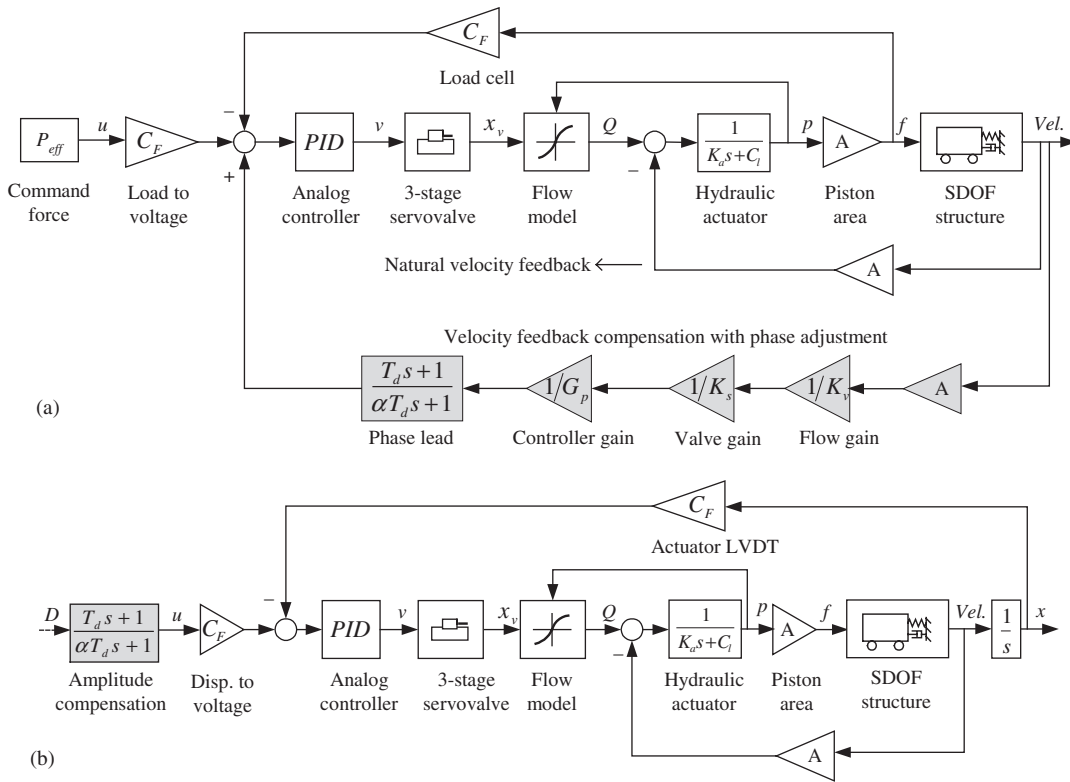 C_F
Load cell
−
P_eff
u
C_F
PID
v
x_v
Q
−
1
K_a s+C_l
p
A
f
Vel.
+
Command
force
Load to
voltage
Analog
controller
3-stage
servovalve
Flow
model
Hydraulic
actuator
Piston
area
SDOF
structure
Natural velocity feedback
A
Velocity feedback compensation with phase adjustment
T_d s + 1
αT_d s + 1
1/G_p
1/K_s
1/K_v
A
(a)
Phase lead
Controller gain
Valve gain
Flow gain
C_F
Actuator LVDT
−
D
T_d s + 1
αT_d s + 1
u
C_F
PID
v
x_v
Q
−
1
K_a s+C_l
p
A
f
Vel.
1
s
x
Amplitude
compensation
Disp. to
voltage
Analog
controller
3-stage
servovalve
Flow
model
Hydraulic
actuator
Piston
area
SDOF
structure
A
(b)